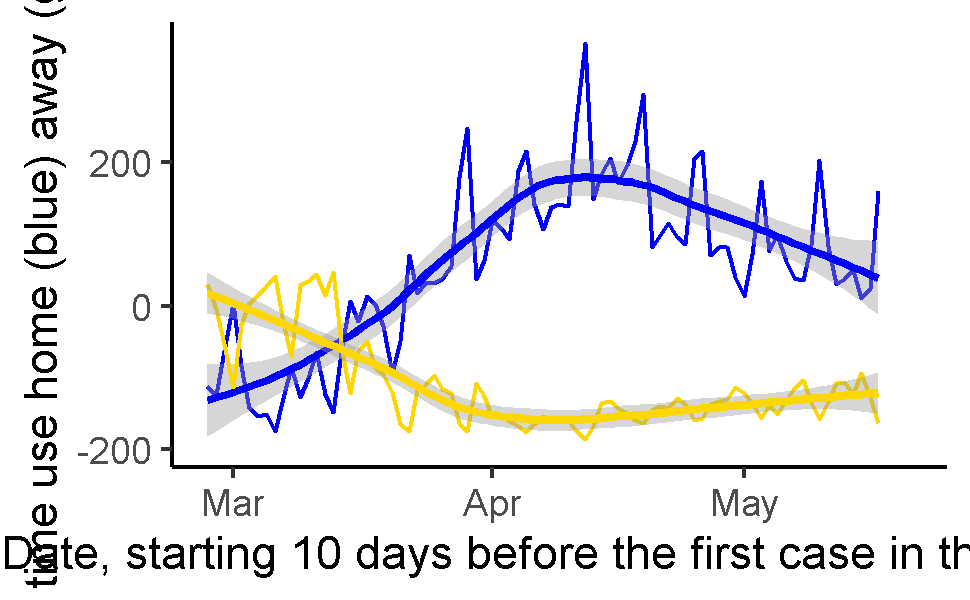 time use home (blue) away (
200
0
-200
Mar Apr May
Date, starting 10 days before the first case in th